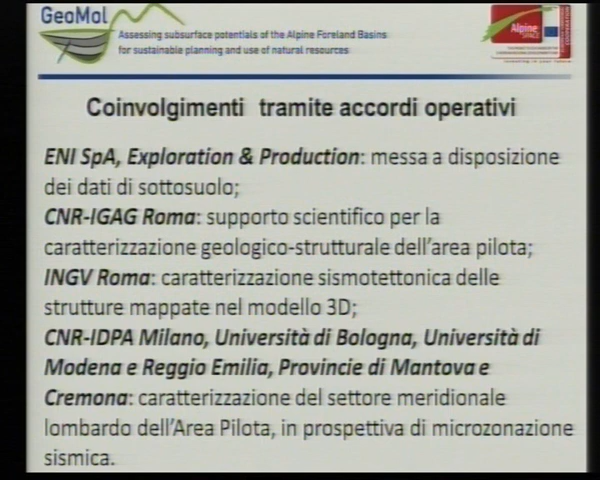 GeoMol
Assessing subsurface potentials of the Alpine Foreland Basins
for sustainable planning and use of natural resources
Alpine
SPACE
Coinvolgimenti tramite accordi operativi
ENI SpA, Exploration & Production: messa a disposizione
dei dati di sottosuolo;
CNR-IGAG Roma: supporto scientifico per la
caratterizzazione geologico-strutturale dell'area pilota;
INGV Roma: caratterizzazione sismotettonica delle
strutture mappate nel modello 3D;
CNR-IDPA Milano, Università di Bologna, Università di
Modena e Reggio Emilia, Provincie di Mantova e
Cremona: caratterizzazione del settore meridionale
lombardo dell'Area Pilota, in prospettiva di microzonazione
sismica.